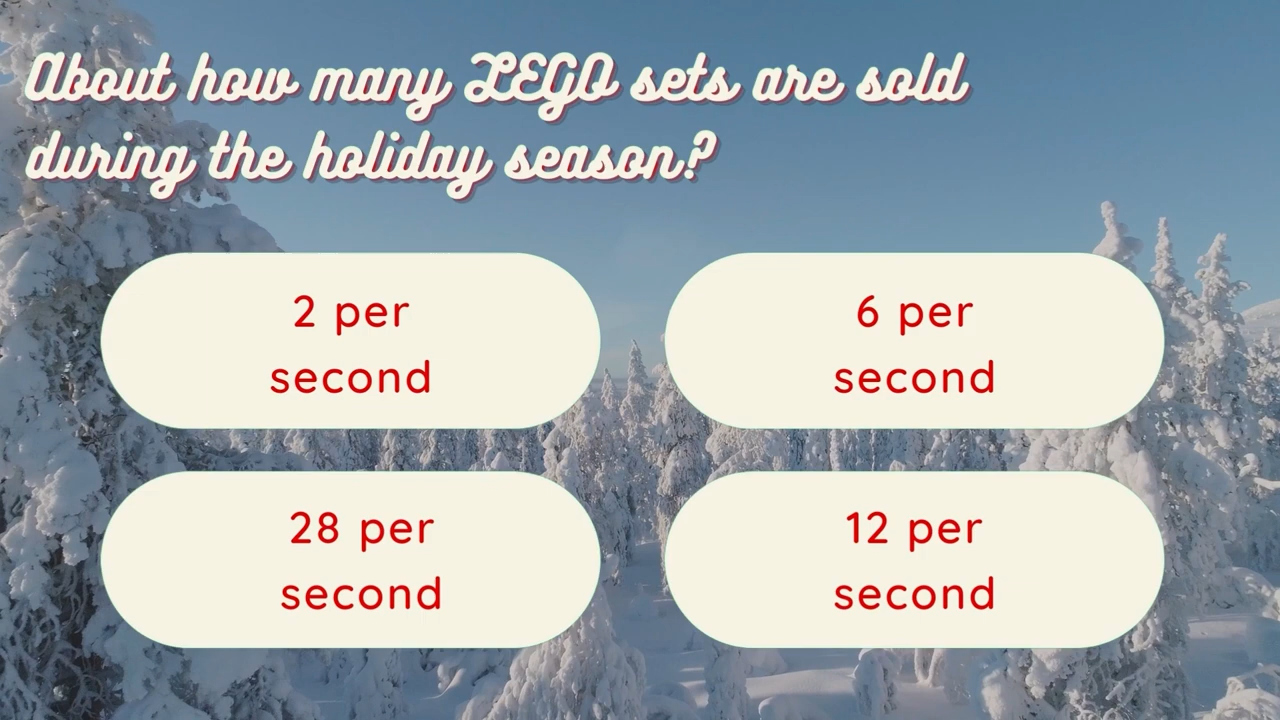 About how many LEGO sets are sold
during the holiday season?
2 per
second
6 per
second
28 per
second
12 per
second